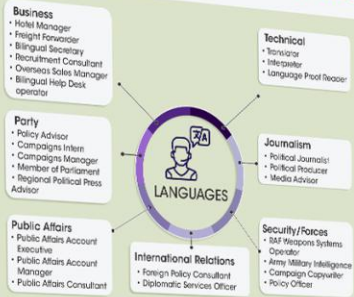 Business
• Hotel Manager
• Freight Forwarder
• Bilingual Secretary
• Recruitment Consultant
• Overseas Sales Manager
• Bilingual Help Desk
operator
Technical
• Translator
• Interpreter
• Language Proof Reader
Party
• Policy Advisor
• Campaigns Intern
• Campaigns Manager
• Member of Parliament
• Regional Political Press
Advisor
LANGUAGES
Journalism
• Political Journalist
• Political Producer
• Media Advisor
Public Affairs
• Public Affairs Account
Executive
• Public Affairs Account
Manager
• Public Affairs Consultant
International Relations
• Foreign Policy Consultant
• Diplomatic Services Officer
Security/Forces
• RAF Weapons Systems
Operator
• Army Military Intelligence
• Campaign Copywriter
• Policy Officer